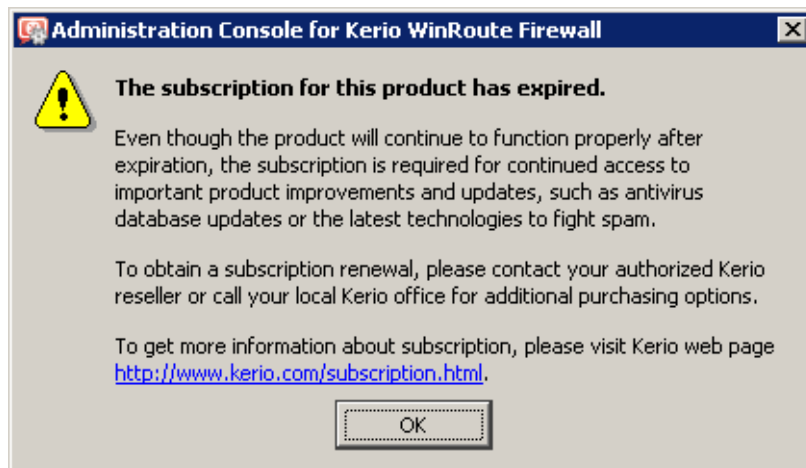 Administration Console for Kerio WinRoute Firewall
The subscription for this product has expired.
Even though the product will continue to function properly after
expiration, the subscription is required for continued access to
important product improvements and updates, such as antivirus
database updates or the latest technologies to fight spam.
To obtain a subscription renewal, please contact your authorized Kerio
reseller or call your local Kerio office for additional purchasing options.
To get more information about subscription, please visit Kerio web page
http://www.kerio.com/subscription.html.
OK